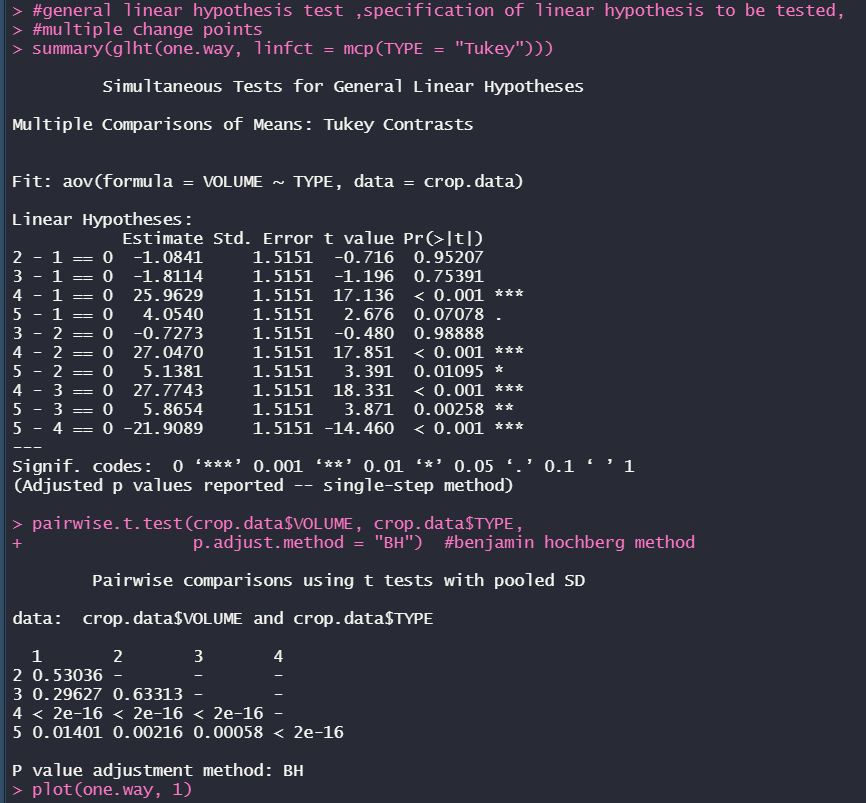 > #general linear hypothesis test ,specification of linear hypothesis to be tested,
> #multiple change points
> summary(glht(one.way, linfct = mcp(TYPE = "Tukey")))
Simultaneous Tests for General Linear Hypotheses
Multiple Comparisons of Means: Tukey Contrasts
Fit: aov(formula = VOLUME ~ TYPE, data = crop.data)
Linear Hypotheses:
           Estimate Std. Error t value Pr(>|t|)
2 - 1 == 0  -1.0841     1.5151  -0.716  0.95207
3 - 1 == 0  -1.8114     1.5151  -1.196  0.75391
4 - 1 == 0  25.9629     1.5151  17.136  < 0.001 ***
5 - 1 == 0   4.0540     1.5151   2.676  0.07078 .
3 - 2 == 0  -0.7273     1.5151  -0.480  0.98888
4 - 2 == 0  27.0470     1.5151  17.851  < 0.001 ***
5 - 2 == 0   5.1381     1.5151   3.391  0.01095 *
4 - 3 == 0  27.7743     1.5151  18.331  < 0.001 ***
5 - 3 == 0   5.8654     1.5151   3.871  0.00258 **
5 - 4 == 0 -21.9089     1.5151 -14.460  < 0.001 ***
---
Signif. codes:  0 ‘***’ 0.001 ‘**’ 0.01 ‘*’ 0.05 ‘.’ 0.1 ‘ ’ 1
(Adjusted p values reported -- single-step method)
> pairwise.t.test(crop.data$VOLUME, crop.data$TYPE,
+                 p.adjust.method = "BH")  #benjamin hochberg method
Pairwise comparisons using t tests with pooled SD
data:  crop.data$VOLUME and crop.data$TYPE
  1       2       3       4
2 0.53036 -       -       -
3 0.29627 0.63313 -       -
4 < 2e-16 < 2e-16 < 2e-16 -
5 0.01401 0.00216 0.00058 < 2e-16
P value adjustment method: BH
> plot(one.way, 1)